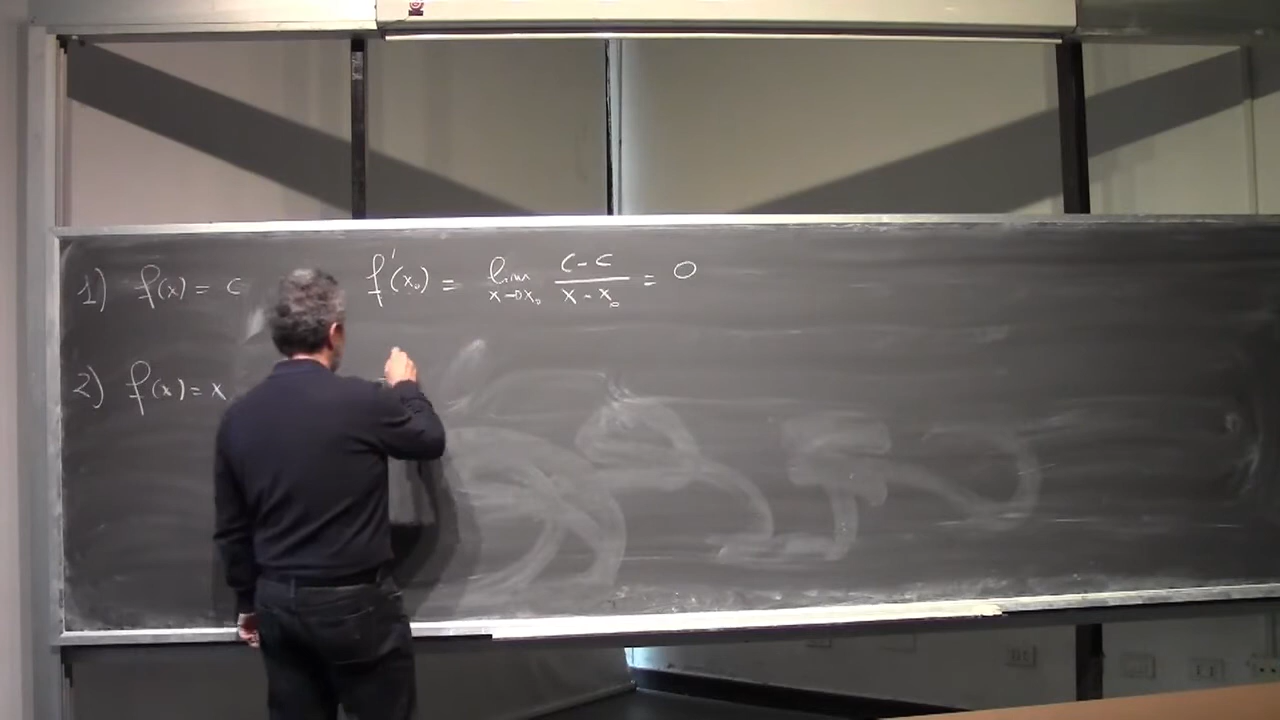 1) f(x) = c f'(x₀) = lim x→x₀ c-c / x-x₀ = 0
2) f(x) = x